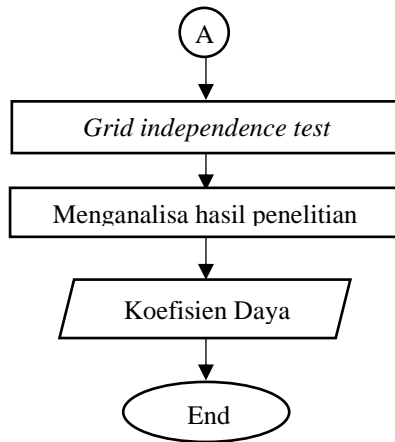 A
Grid independence test
Menganalisa hasil penelitian
Koefisien Daya
End